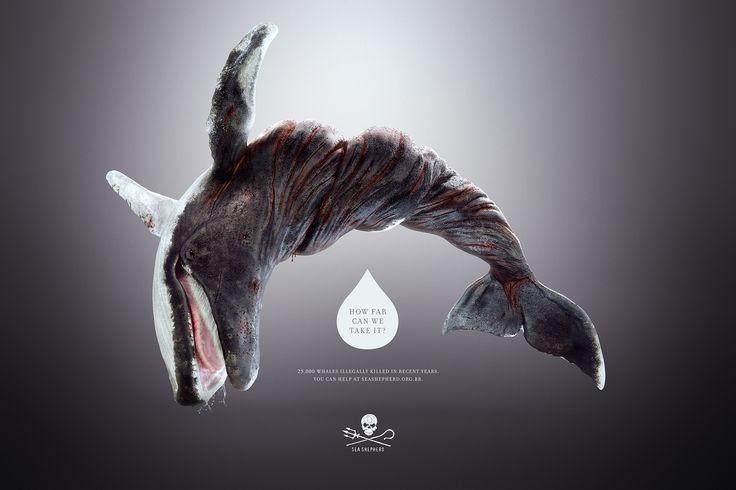 HOW FAR
CAN WE
TAKE IT?
25,000 WHALES ILLEGALLY KILLED IN RECENT YEARS.
YOU CAN HELP AT SEASHEPHERD.ORG.BR.
SEA SHEPHERD